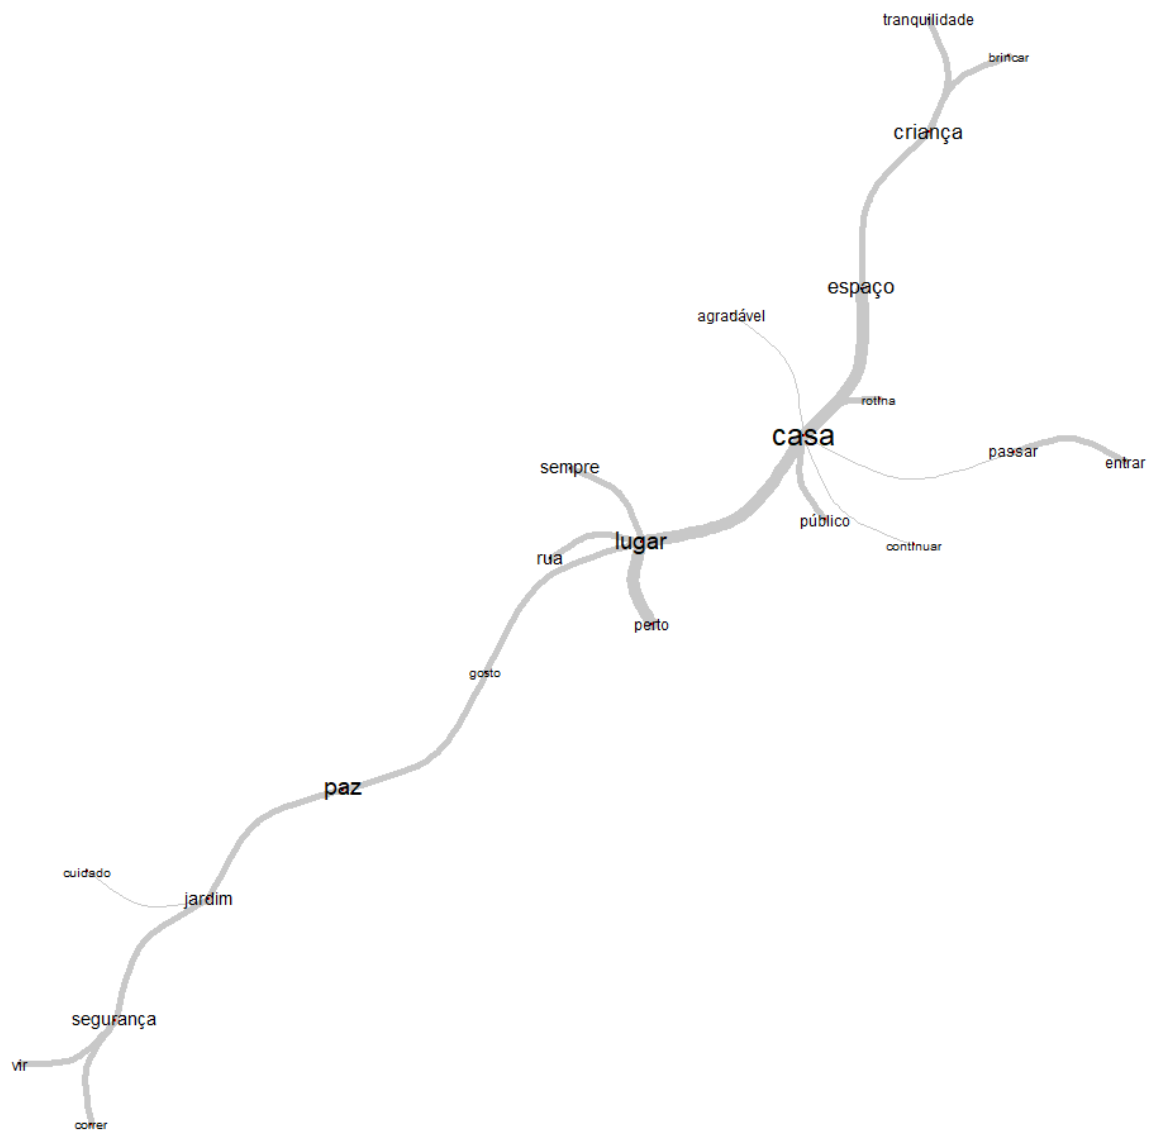 tranquilidade
brincar
criança
espaço
agradável
rotina
casa
passar
entrar
sempre
público
lugar
continuar
rua
perto
gosto
paz
cuidado
jardim
segurança
vir
correr